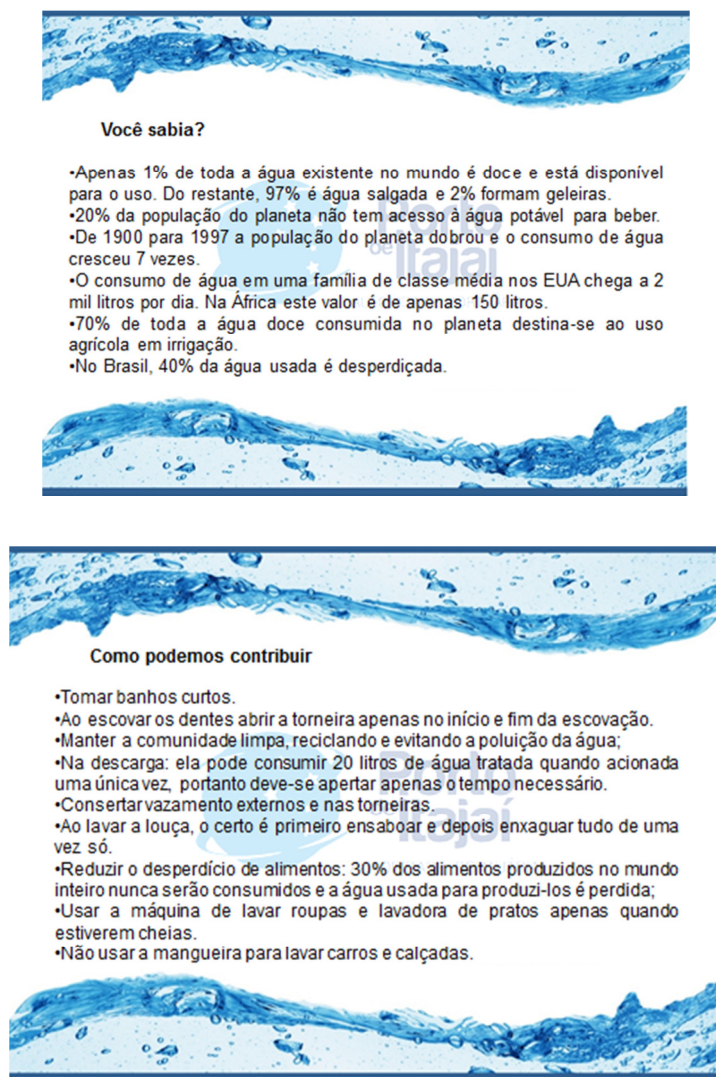 Você sabia?
•Apenas 1% de toda a água existente no mundo é doce e está disponível
para o uso. Do restante, 97% é água salgada e 2% formam geleiras.
•20% da população do planeta não tem acesso à água potável para beber.
•De 1900 para 1997 a população do planeta dobrou e o consumo de água
cresceu 7 vezes.
•O consumo de água em uma família de classe média nos EUA chega a 2
mil litros por dia. Na África este valor é de apenas 150 litros.
•70% de toda a água doce consumida no planeta destina-se ao uso
agrícola em irrigação.
•No Brasil, 40% da água usada é desperdiçada.
Porto
de
Itajaí
Como podemos contribuir
•Tomar banhos curtos.
•Ao escovar os dentes abrir a torneira apenas no início e fim da escovação.
•Manter a comunidade limpa, reciclando e evitando a poluição da água;
•Na descarga: ela pode consumir 20 litros de água tratada quando acionada
uma única vez, portanto deve-se apertar apenas o tempo necessário.
•Consertar vazamento externos e nas torneiras.
•Ao lavar a louça, o certo é primeiro ensaboar e depois enxaguar tudo de uma
vez só.
•Reduzir o desperdício de alimentos: 30% dos alimentos produzidos no mundo
inteiro nunca serão consumidos e a água usada para produzi-los é perdida;
•Usar a máquina de lavar roupas e lavadora de pratos apenas quando
estiverem cheias.
•Não usar a mangueira para lavar carros e calçadas.
Porto
de
Itajaí